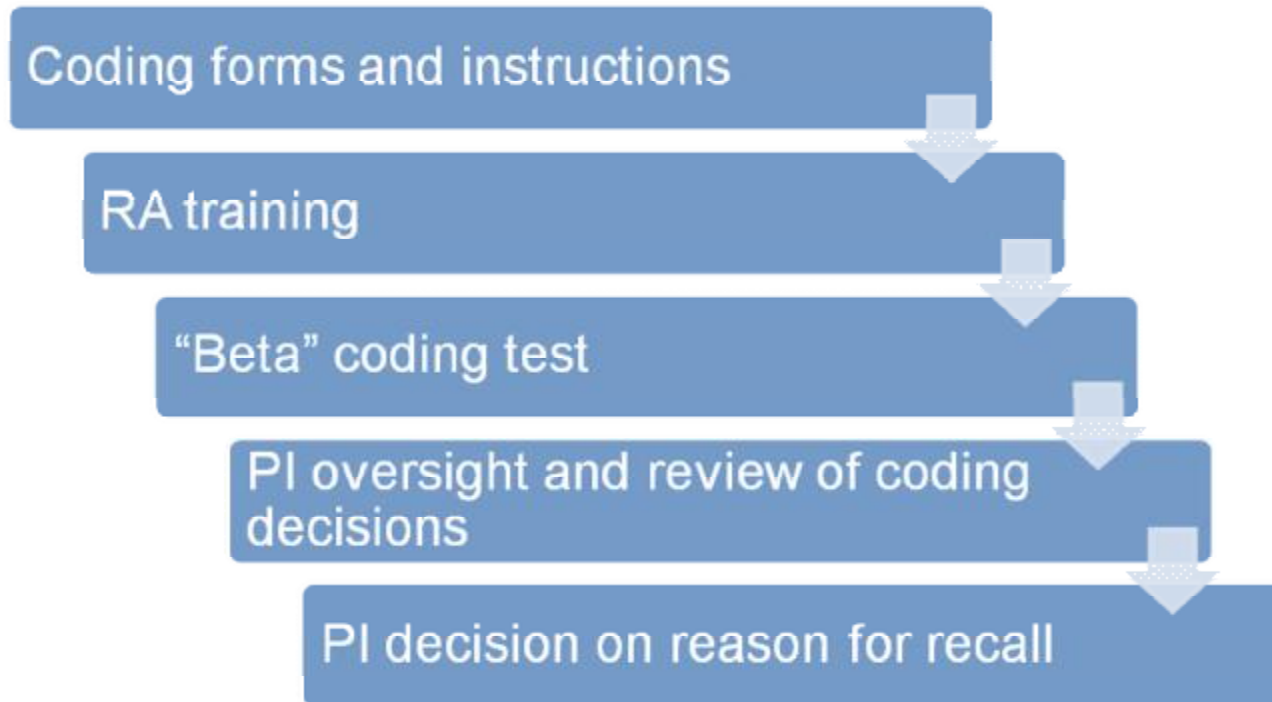 Coding forms and instructions
RA training
“Beta” coding test
PI oversight and review of coding
decisions
PI decision on reason for recall